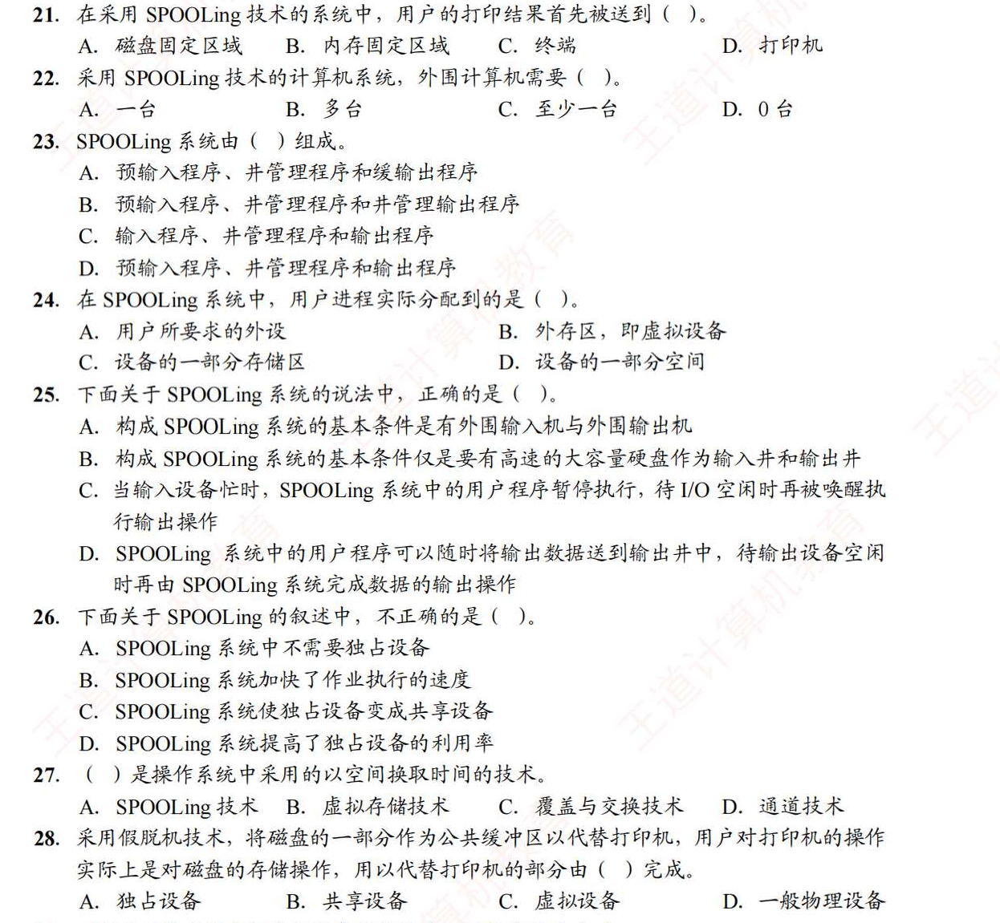 21. 在采用 SPOOLing 技术的系统中，用户的打印结果首先被送到（ ）。
A. 磁盘固定区域 B. 内存固定区域 C. 终端 D. 打印机
22. 采用 SPOOLing 技术的计算机系统，外围计算机需要（ ）。
A. 一台 B. 多台 C. 至少一台 D. 0 台
23. SPOOLing 系统由（ ）组成。
A. 预输入程序、井管理程序和缓输出程序
B. 预输入程序、井管理程序和井管理输出程序
C. 输入程序、井管理程序和输出程序
D. 预输入程序、井管理程序和输出程序
24. 在 SPOOLing 系统中，用户进程实际分配到的是（ ）。
A. 用户所要求的外设 B. 外存区，即虚拟设备
C. 设备的一部分存储区 D. 设备的一部分空间
25. 下面关于 SPOOLing 系统的说法中，正确的是（ ）。
A. 构成 SPOOLing 系统的基本条件是有外围输入机与外围输出机
B. 构成 SPOOLing 系统的基本条件仅是要有高速的大容量硬盘作为输入井和输出井
C. 当输入设备忙时，SPOOLing 系统中的用户程序暂停执行，待 I/O 空闲时再被唤醒执
行输出操作
D. SPOOLing 系统中的用户程序可以随时将输出数据送到输出井中，待输出设备空闲
时再由 SPOOLing 系统完成数据的输出操作
26. 下面关于 SPOOLing 的叙述中，不正确的是（ ）。
A. SPOOLing 系统中不需要独占设备
B. SPOOLing 系统加快了作业执行的速度
C. SPOOLing 系统使独占设备变成共享设备
D. SPOOLing 系统提高了独占设备的利用率
27. （ ）是操作系统中采用的以空间换取时间的技术。
A. SPOOLing 技术 B. 虚拟存储技术 C. 覆盖与交换技术 D. 通道技术
28. 采用假脱机技术，将磁盘的一部分作为公共缓冲区以代替打印机，用户对打印机的操作
实际上是对磁盘的存储操作，用以代替打印机的部分由（ ）完成。
A. 独占设备 B. 共享设备 C. 虚拟设备 D. 一般物理设备